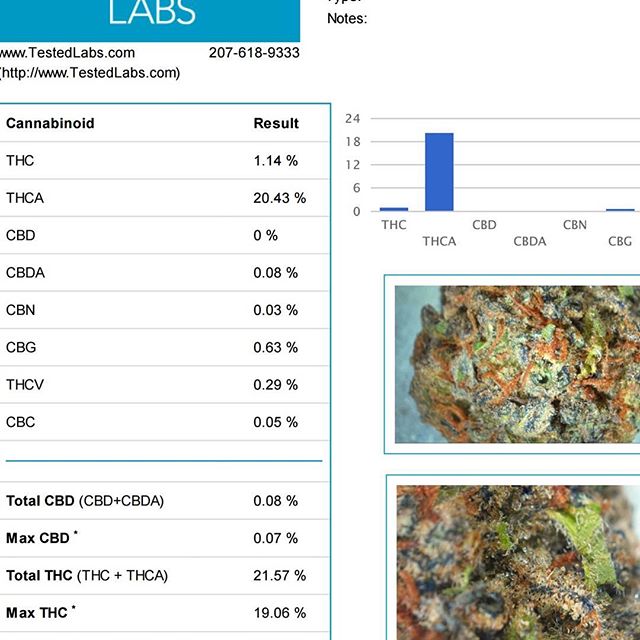 LABS
www.TestedLabs.com 207-618-9333
(http://www.TestedLabs.com)
Notes:
Cannabinoid Result
THC 1.14 %
THCA 20.43 %
CBD 0 %
CBDA 0.08 %
CBN 0.03 %
CBG 0.63 %
THCV 0.29 %
CBC 0.05 %
Total CBD (CBD+CBDA) 0.08 %
Max CBD * 0.07 %
Total THC (THC + THCA) 21.57 %
Max THC * 19.06 %
24
18
12
6
0
THC CBD CBN
THCA CBDA CBG